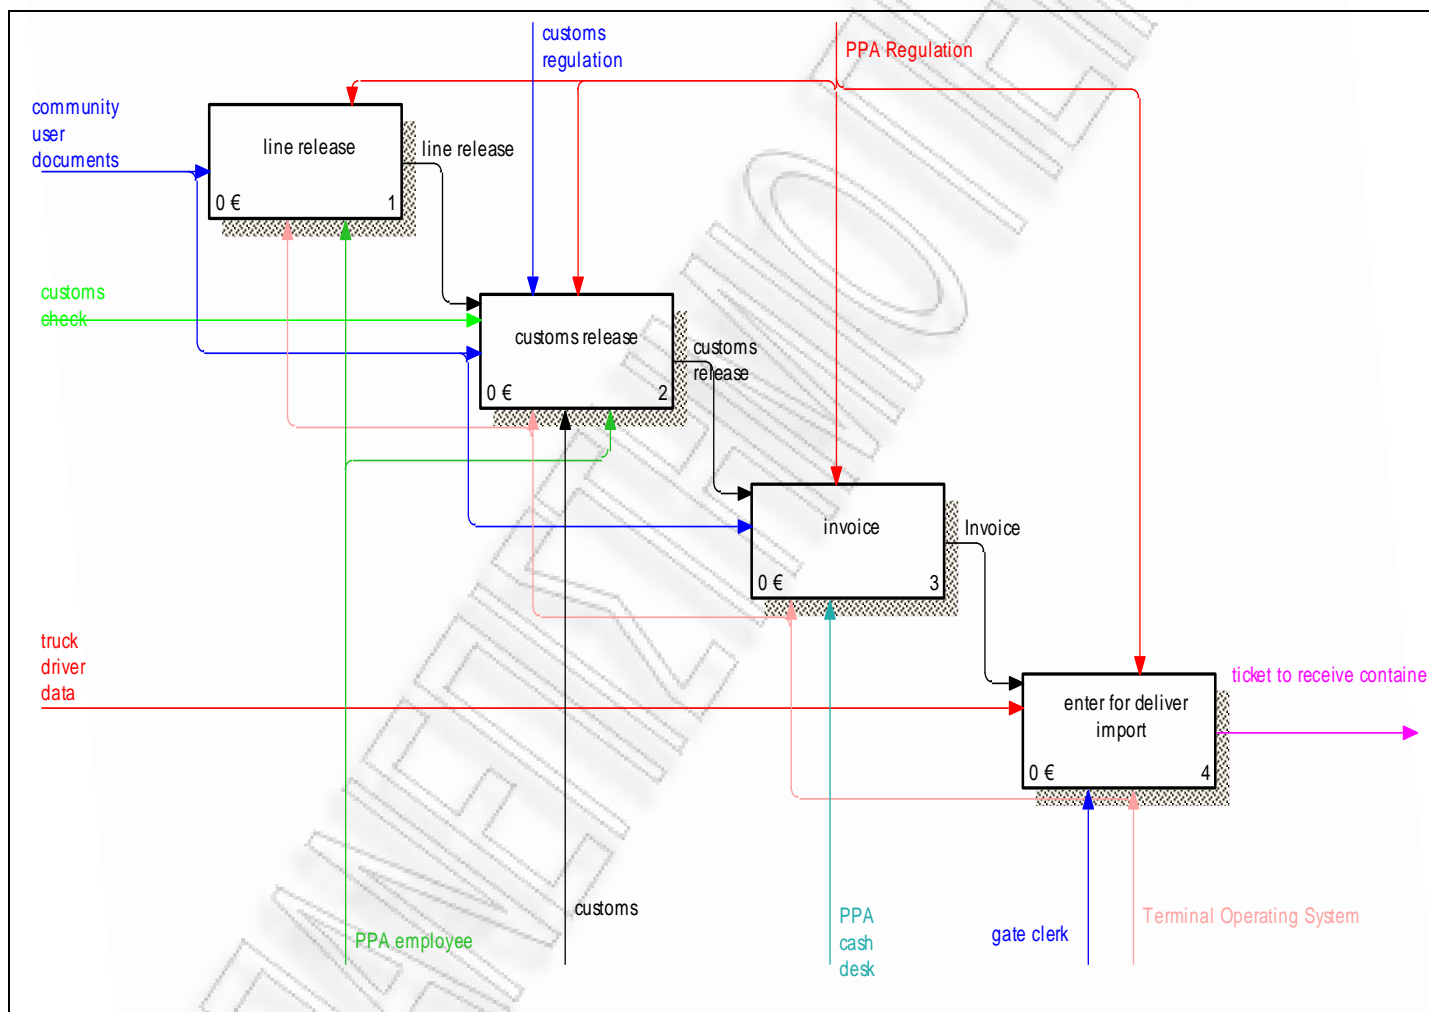 customs
regulation
PPA Regulation
community
user
documents
line release
0 €
1
line release
customs
check
customs release
0 €
2
customs
release
invoice
0 €
3
Invoice
truck
driver
data
enter for deliver
import
0 €
4
ticket to receive containe
PPA employee
customs
PPA
cash
desk
gate clerk
Terminal Operating System